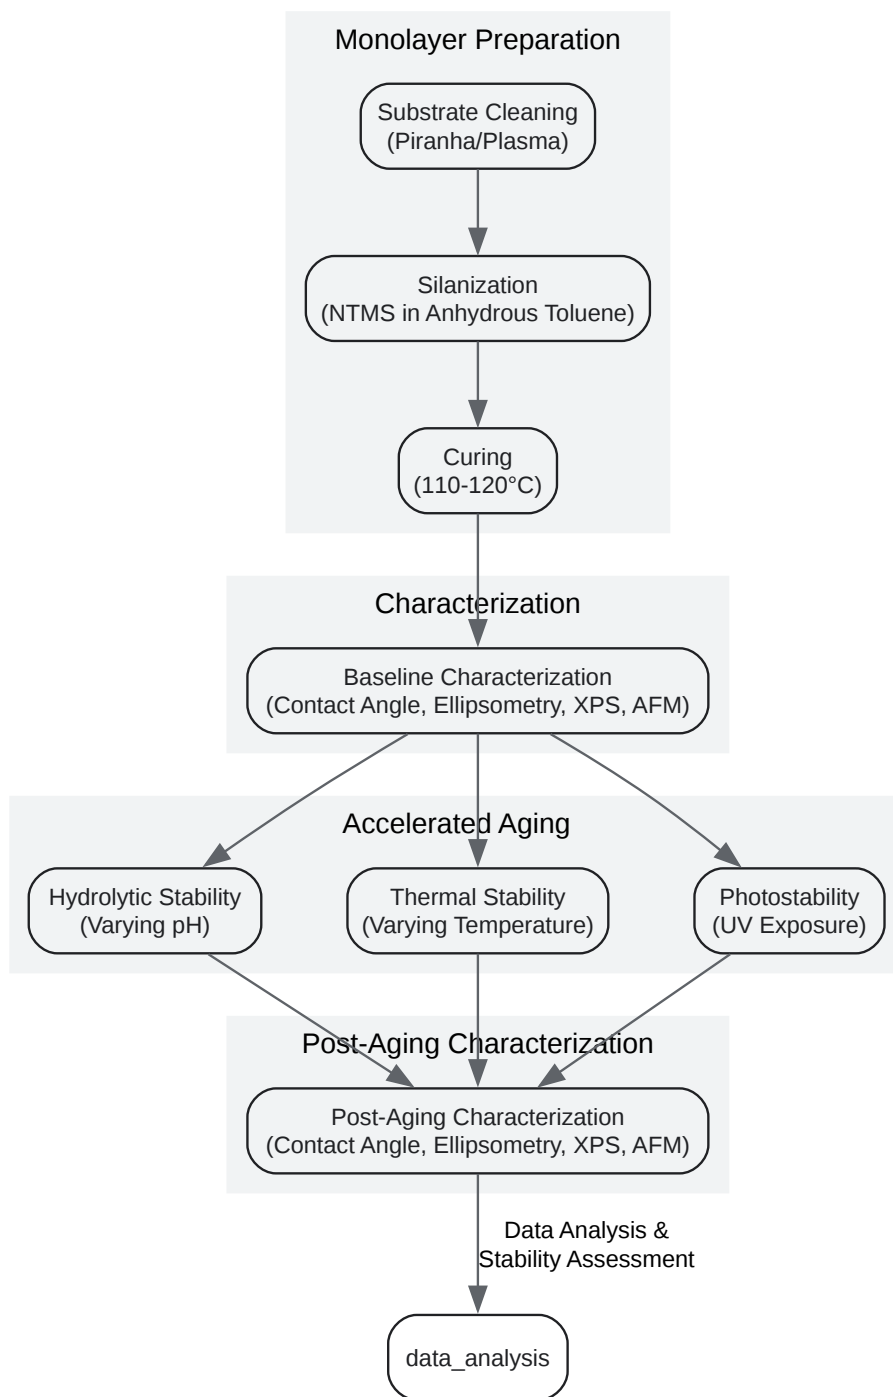 Monolayer Preparation
Substrate Cleaning
(Piranha/Plasma)
Silanization
(NTMS in Anhydrous Toluene)
Curing
(110-120°C)
Characterization
Baseline Characterization
(Contact Angle, Ellipsometry, XPS, AFM)
Accelerated Aging
Hydrolytic Stability
(Varying pH)
Thermal Stability
(Varying Temperature)
Photostability
(UV Exposure)
Post-Aging Characterization
Post-Aging Characterization
(Contact Angle, Ellipsometry, XPS, AFM)
Data Analysis &
Stability Assessment
data_analysis